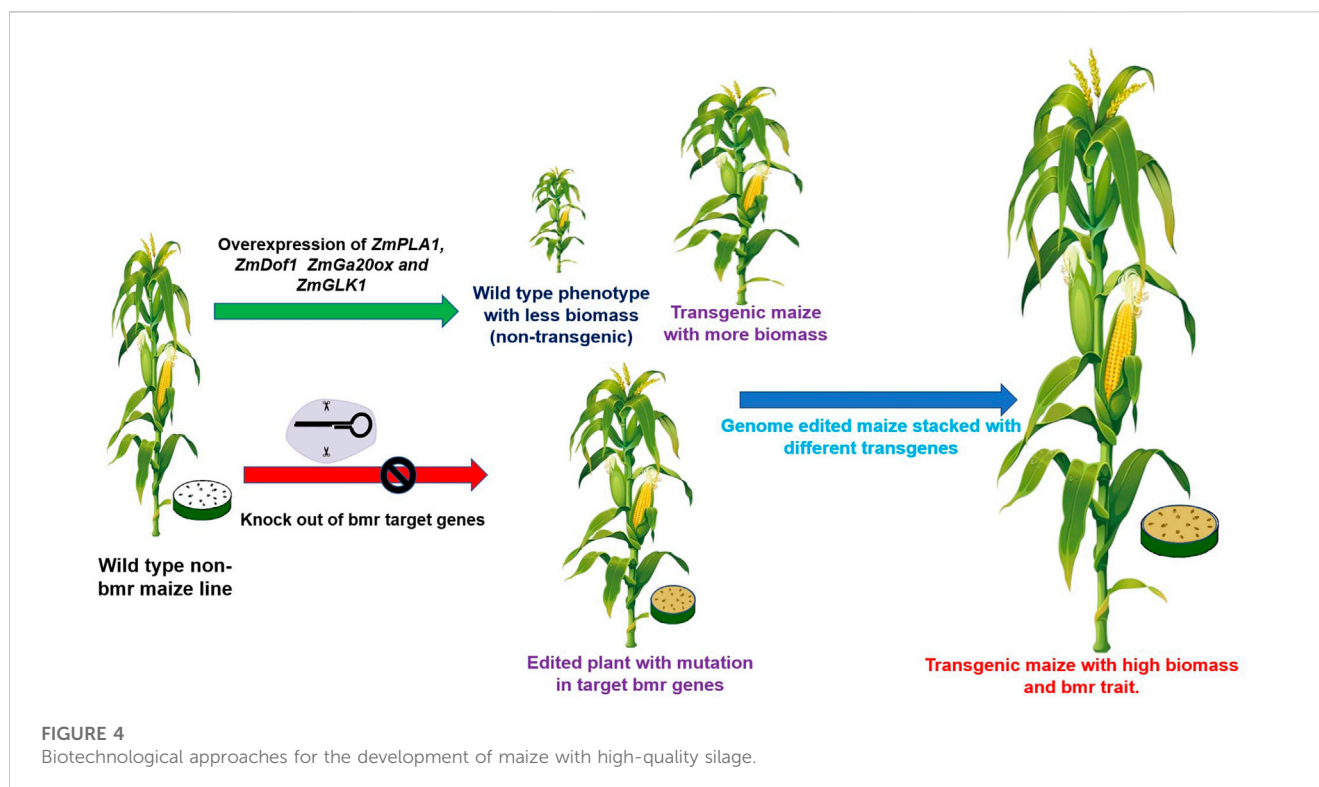 Overexpression of ZmPLA1,
ZmDof1 ZmGa20ox and
ZmGLK1
Wild type phenotype
with less biomass
(non-transgenic)
Transgenic maize
with more biomass
Knock out of bmr target genes
Wild type non-
bmr maize line
Genome edited maize stacked with
different transgenes
Edited plant with mutation
in target bmr genes
Transgenic maize with high biomass
and bmr trait.
FIGURE 4
Biotechnological approaches for the development of maize with high-quality silage.